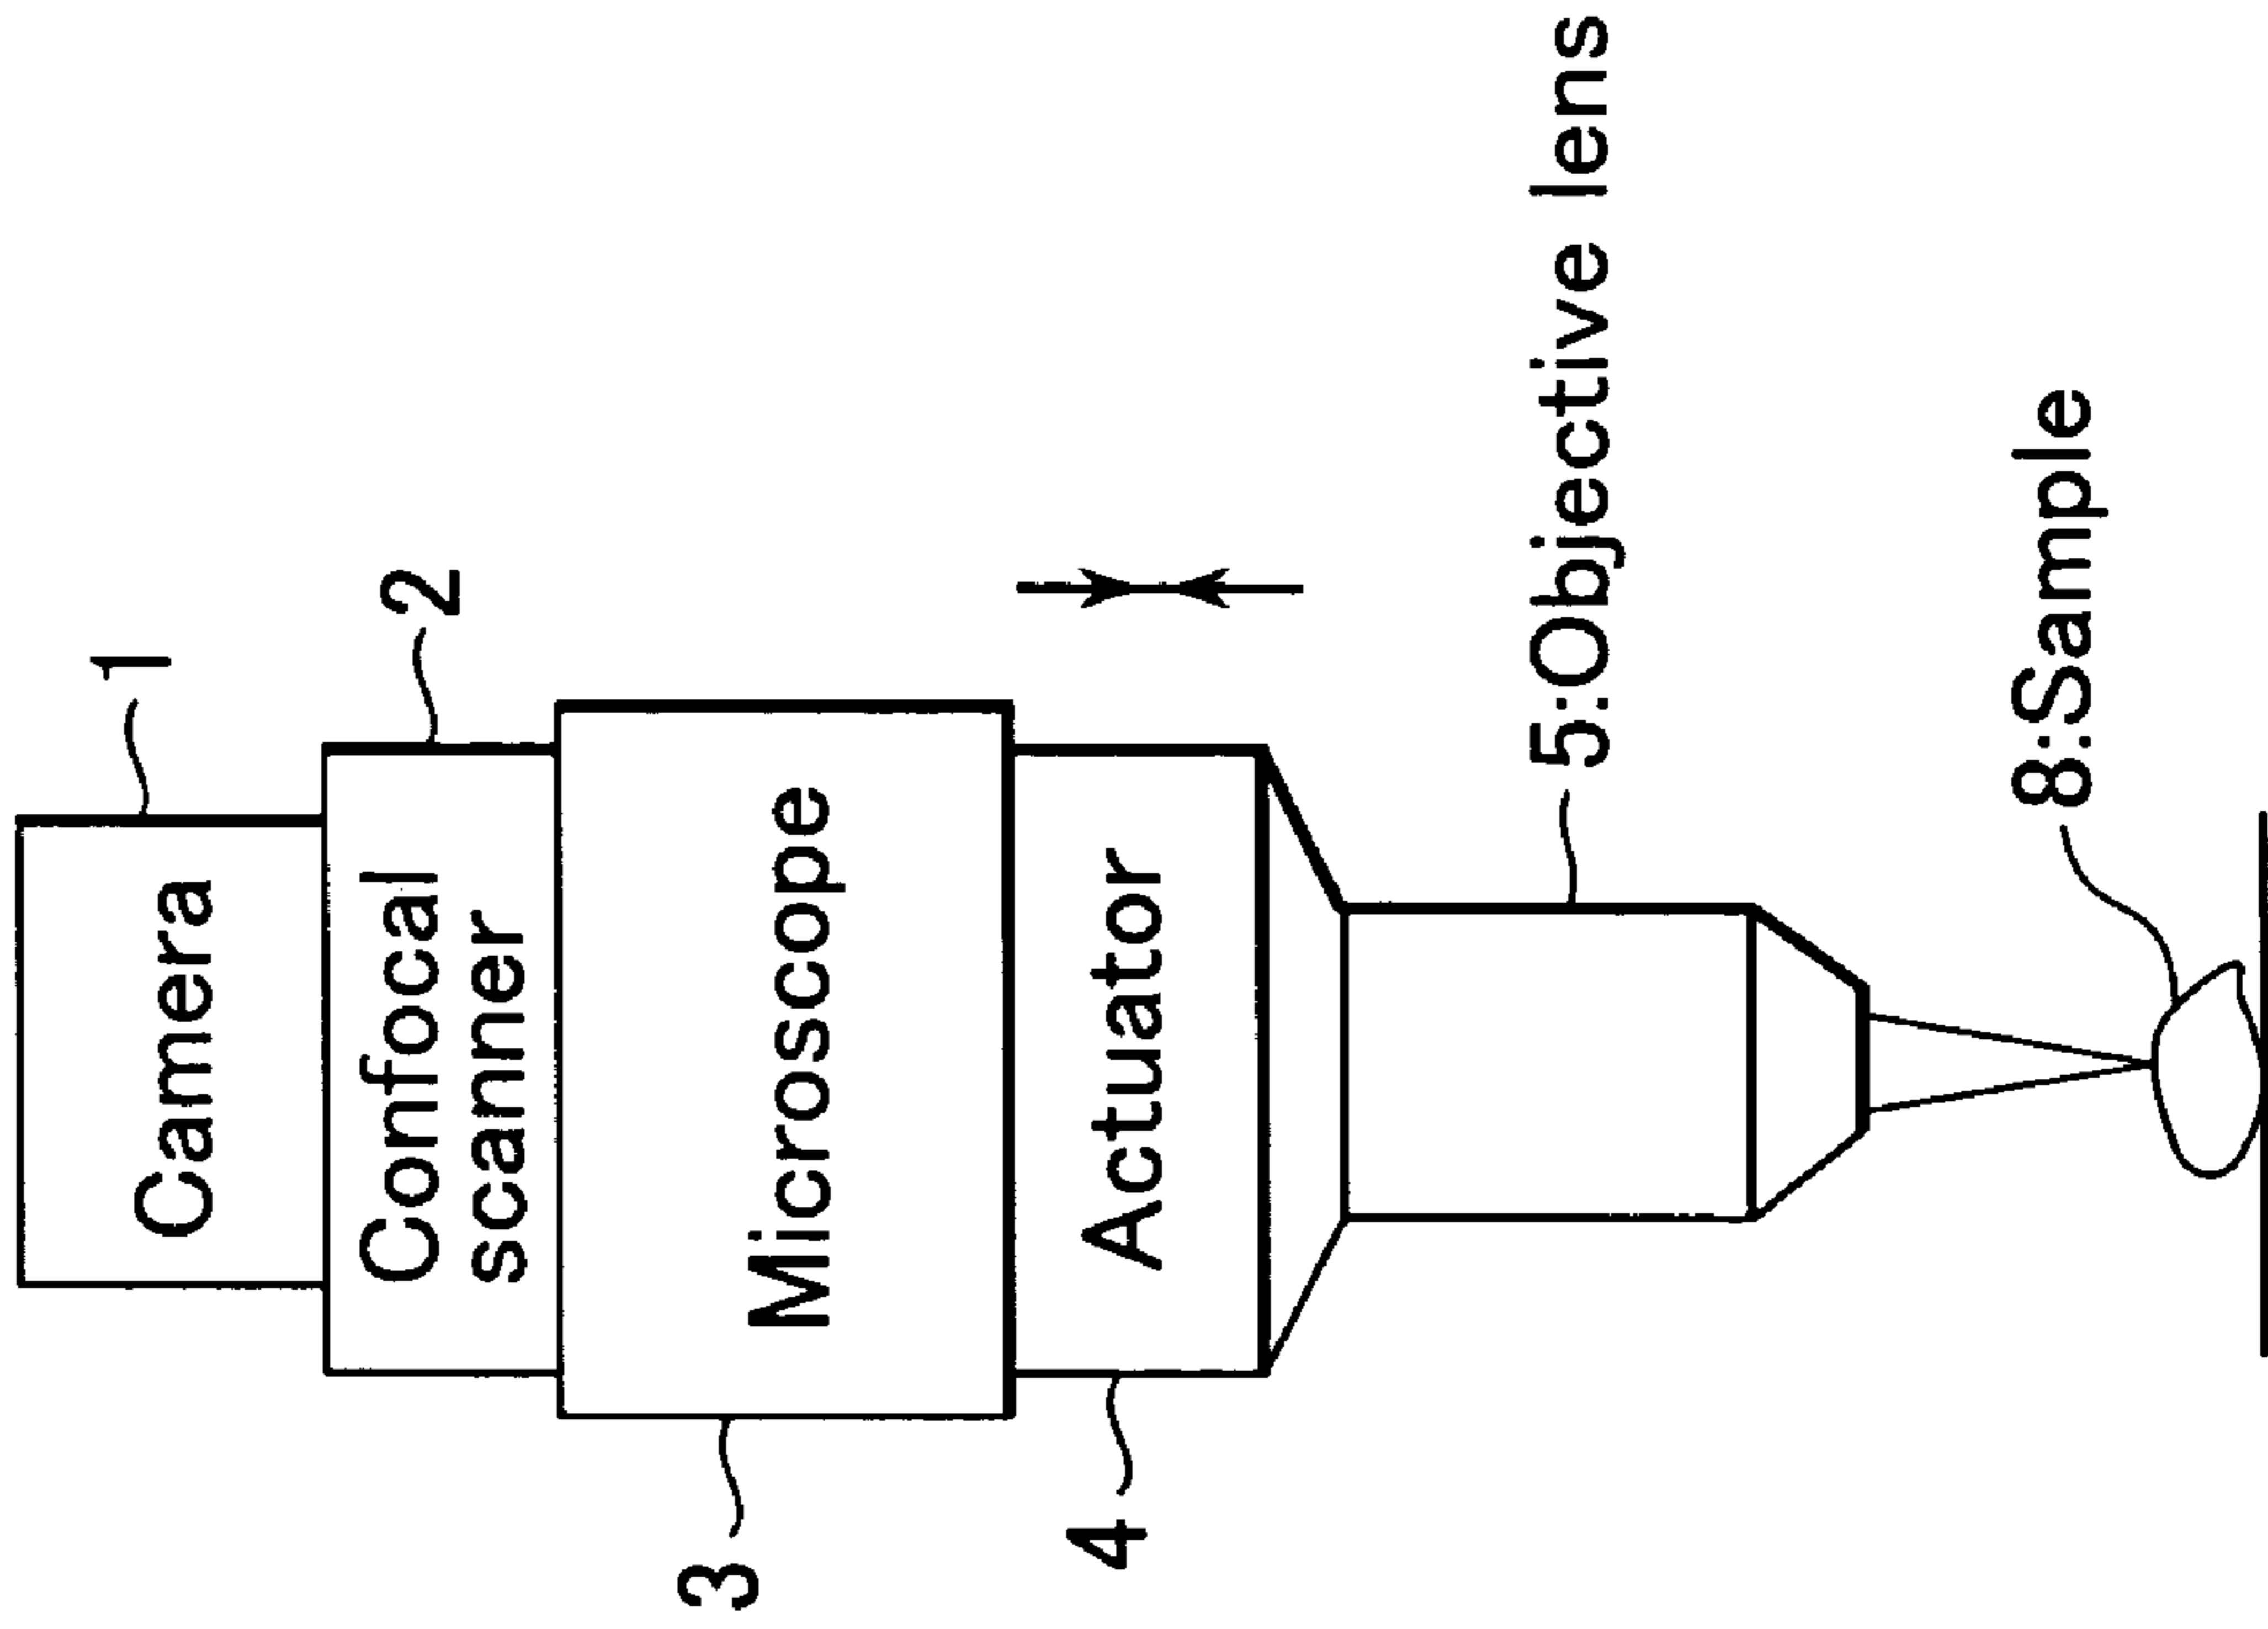 1
Camera
2
Confocal
scanner
3
Microscope
4
Actuator
5:Objective lens
8:Sample